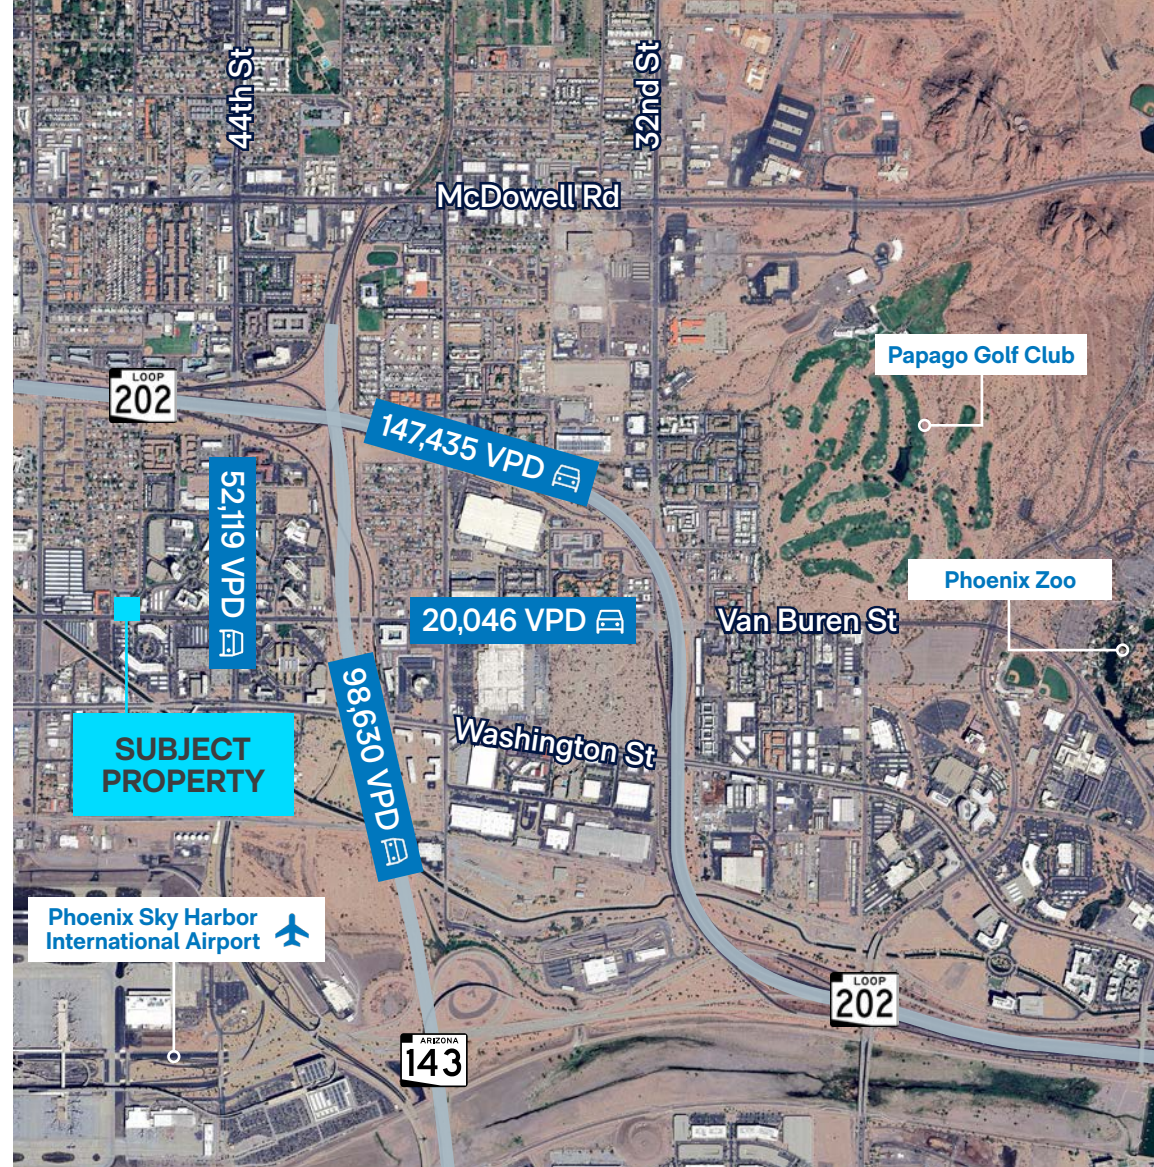 44th St
32nd St
McDowell Rd
Papago Golf Club
LOOP
202
147,435 VPD
52,119 VPD
Phoenix Zoo
20,046 VPD
Van Buren St
98,630 VPD
Washington St
SUBJECT
PROPERTY
Phoenix Sky Harbor
International Airport
LOOP
202
ARIZONA
143